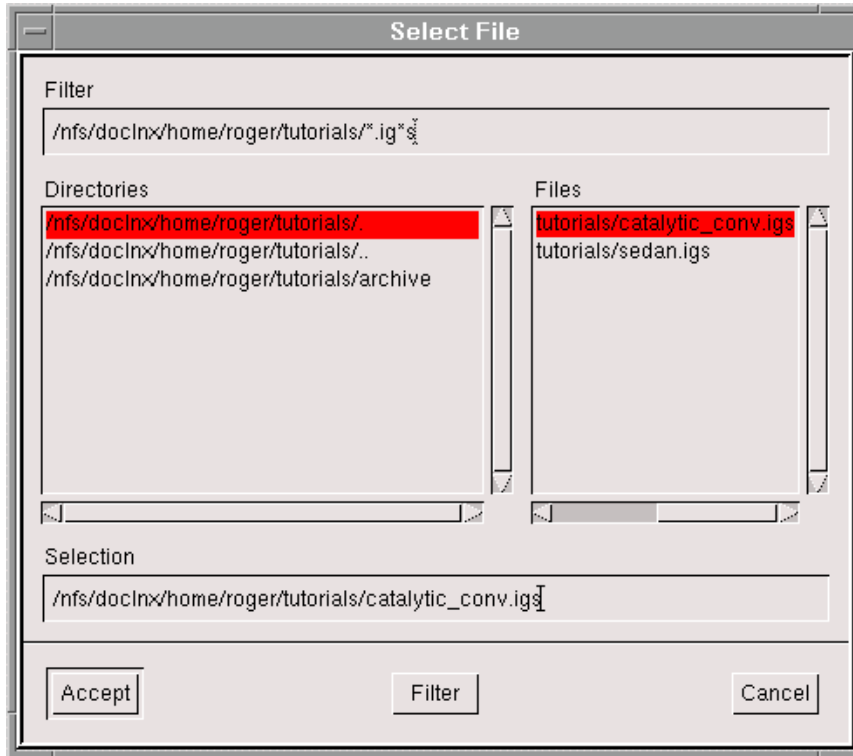 Select File
Filter
/nfs/doclnx/home/roger/tutorials/*.ig*s
Directories
/nfs/doclnx/home/roger/tutorials/.
/nfs/doclnx/home/roger/tutorials/..
/nfs/doclnx/home/roger/tutorials/archive
Files
tutorials/catalytic_conv.igs
tutorials/sedan.igs
Selection
/nfs/doclnx/home/roger/tutorials/catalytic_conv.igs
Accept Filter Cancel